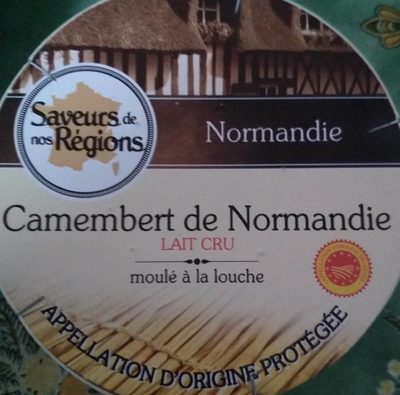 Saveurs de
nos Régions
Normandie
Camembert de Normandie
LAIT CRU
moulé à la louche
APPELLATION D'ORIGINE PROTÉGÉE